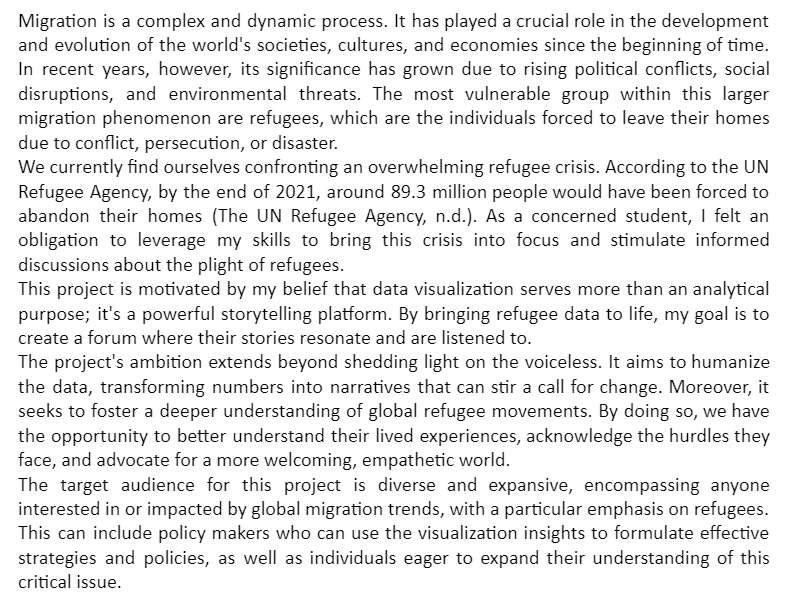 Migration is a complex and dynamic process. It has played a crucial role in the development
and evolution of the world's societies, cultures, and economies since the beginning of time.
In recent years, however, its significance has grown due to rising political conflicts, social
disruptions, and environmental threats. The most vulnerable group within this larger
migration phenomenon are refugees, which are the individuals forced to leave their homes
due to conflict, persecution, or disaster.
We currently find ourselves confronting an overwhelming refugee crisis. According to the UN
Refugee Agency, by the end of 2021, around 89.3 million people would have been forced to
abandon their homes (The UN Refugee Agency, n.d.). As a concerned student, I felt an
obligation to leverage my skills to bring this crisis into focus and stimulate informed
discussions about the plight of refugees.
This project is motivated by my belief that data visualization serves more than an analytical
purpose; it's a powerful storytelling platform. By bringing refugee data to life, my goal is to
create a forum where their stories resonate and are listened to.
The project's ambition extends beyond shedding light on the voiceless. It aims to humanize
the data, transforming numbers into narratives that can stir a call for change. Moreover, it
seeks to foster a deeper understanding of global refugee movements. By doing so, we have
the opportunity to better understand their lived experiences, acknowledge the hurdles they
face, and advocate for a more welcoming, empathetic world.
The target audience for this project is diverse and expansive, encompassing anyone
interested in or impacted by global migration trends, with a particular emphasis on refugees.
This can include policy makers who can use the visualization insights to formulate effective
strategies and policies, as well as individuals eager to expand their understanding of this
critical issue.